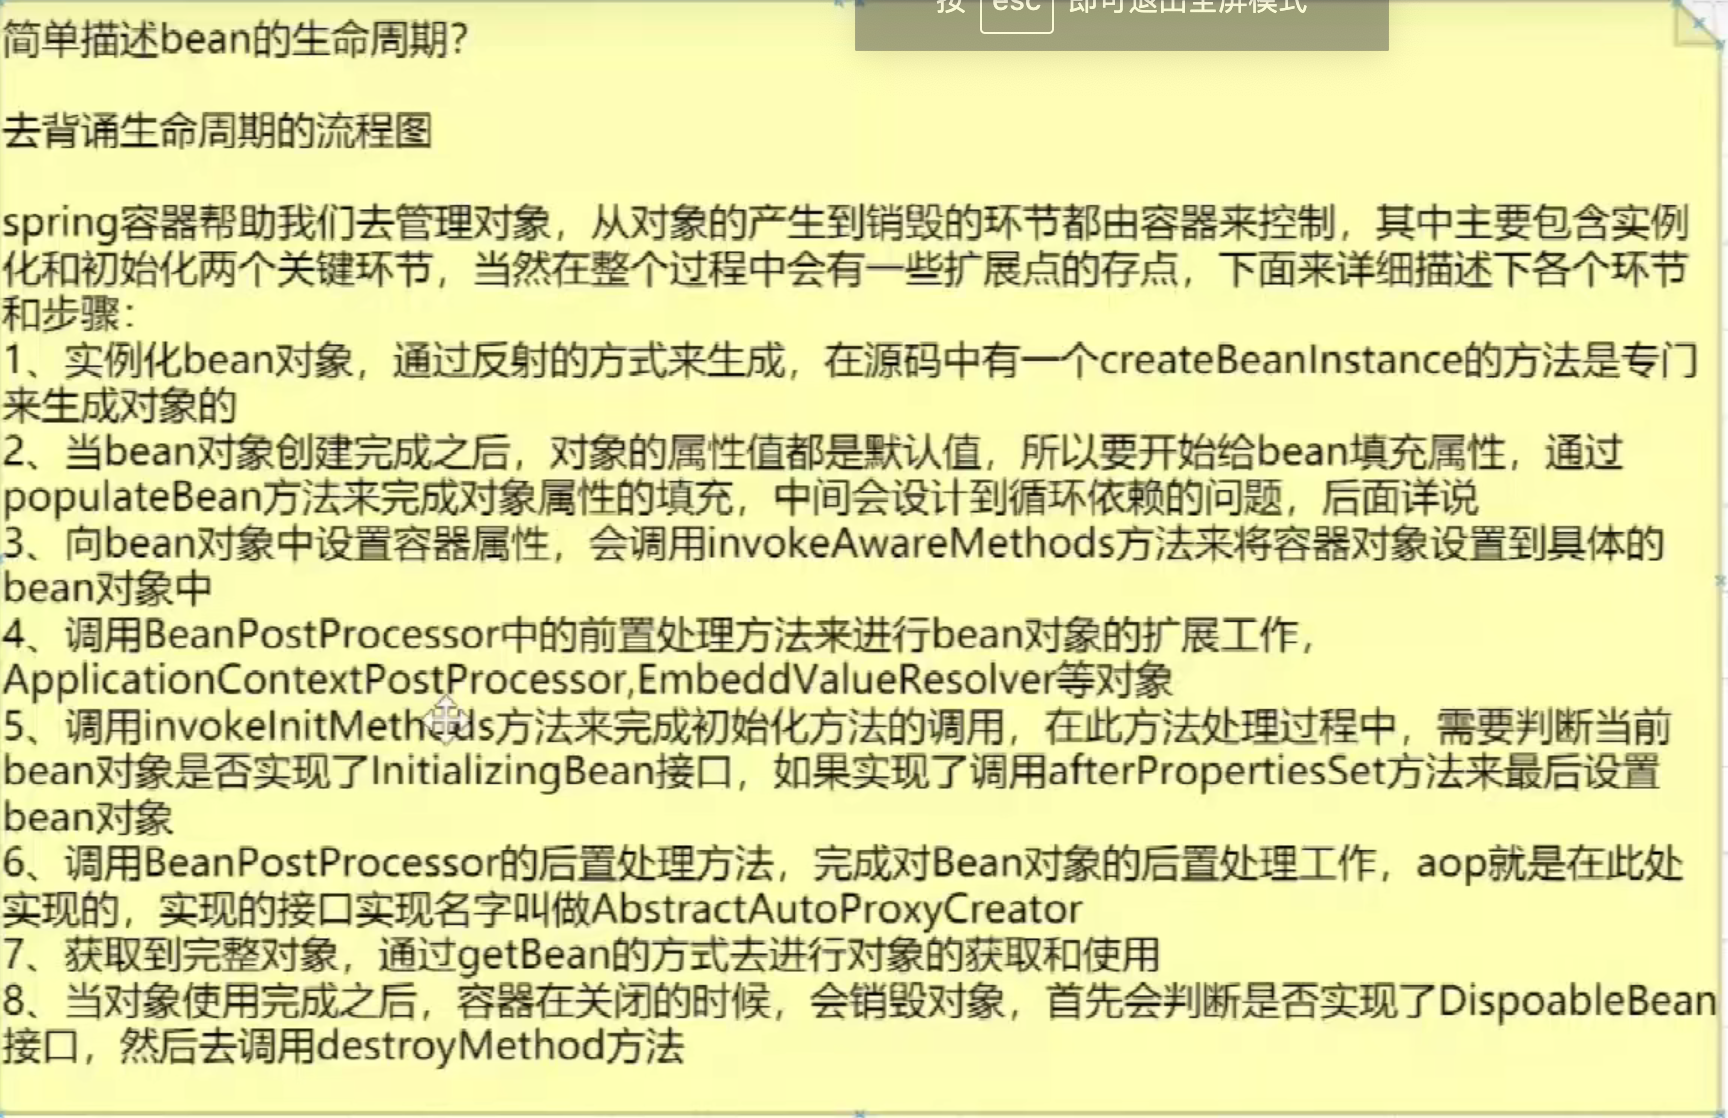 按 esc 即可退出全屏模式
简单描述bean的生命周期?
去背诵生命周期的流程图
spring容器帮助我们去管理对象，从对象的产生到销毁的环节都由容器来控制，其中主要包含实例
化和初始化两个关键环节，当然在整个过程中会有一些扩展点的存点，下面来详细描述下各个环节
和步骤：
1、实例化bean对象，通过反射的方式来生成，在源码中有一个createBeanInstance的方法是专门
来生成对象的
2、当bean对象创建完成之后，对象的属性值都是默认值，所以要开始给bean填充属性，通过
populateBean方法来完成对象属性的填充，中间会设计到循环依赖的问题，后面详说
3、向bean对象中设置容器属性，会调用invokeAwareMethods方法来将容器对象设置到具体的
bean对象中
4、调用BeanPostProcessor中的前置处理方法来进行bean对象的扩展工作，
ApplicationContextPostProcessor,EmbeddValueResolver等对象
5、调用invokeInitMethods方法来完成初始化方法的调用，在此方法处理过程中，需要判断当前
bean对象是否实现了InitializingBean接口，如果实现了调用afterPropertiesSet方法来最后设置
bean对象
6、调用BeanPostProcessor的后置处理方法，完成对Bean对象的后置处理工作，aop就是在此处
实现的，实现的接口实现名字叫做AbstractAutoProxyCreator
7、获取到完整对象，通过getBean的方式去进行对象的获取和使用
8、当对象使用完成之后，容器在关闭的时候，会销毁对象，首先会判断是否实现了DispoableBean
接口，然后去调用destroyMethod方法